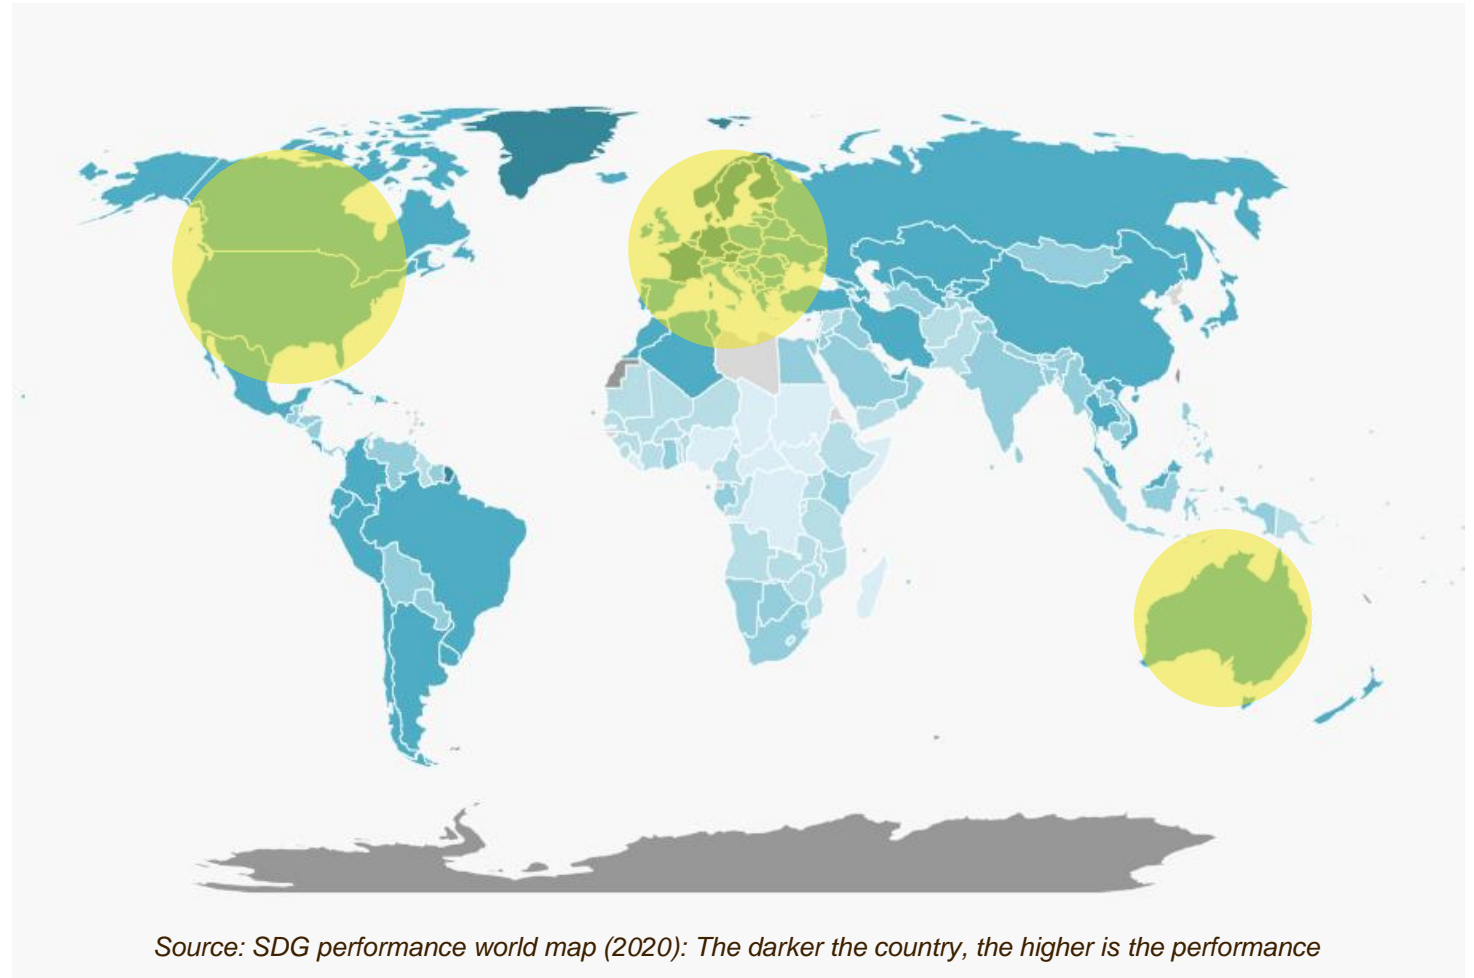 Source: SDG performance world map (2020): The darker the country, the higher is the performance